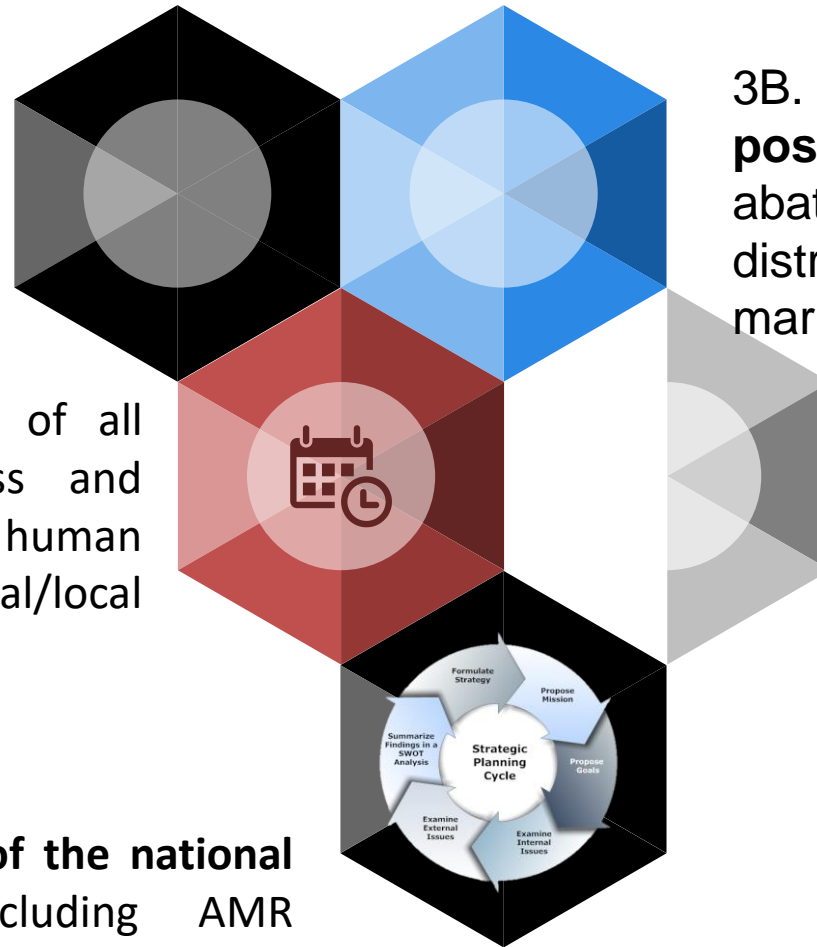 3B.
pos
abat
distr
mar
of all
ss and
human
al/local
Formulate
Strategy
Propose
Mission
Propose
Goals
Examine
Internal
Issues
Examine
External
Issues
Summarize
Findings in a
SWOT
Analysis
Strategic
Planning
Cycle
of the national
cluding AMR